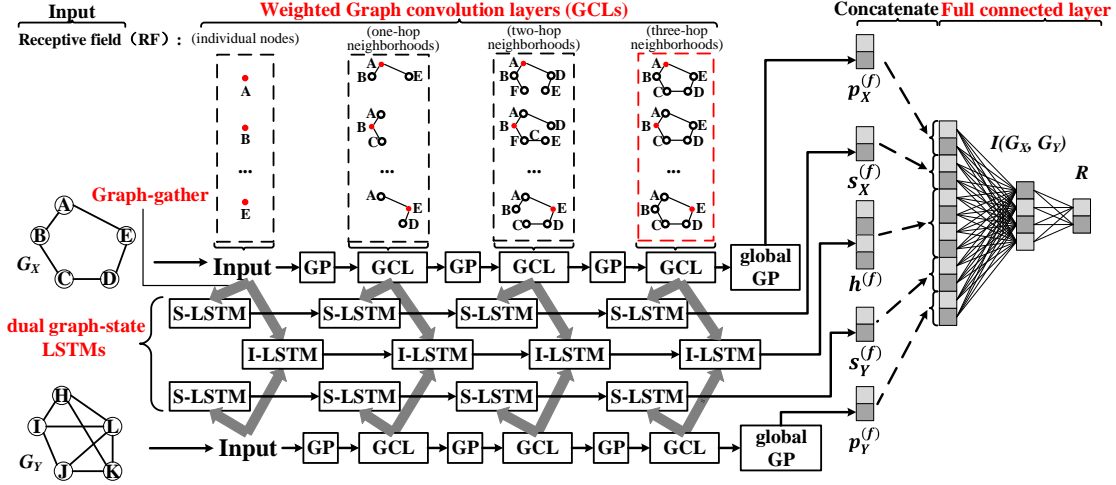 Input
Weighted Graph convolution layers (GCLs)
Concatenate
Full connected layer
Receptive field（RF）:
(individual nodes)
(one-hop
neighborhoods)
(two-hop
neighborhoods)
(three-hop
neighborhoods)
A
B
...
E
A
B
E
A
B
C
...
A
E
D
A
B
D
F
E
A
B
D
C
F
E
...
A
B
E
C
D
A
B
E
C
D
A
B
E
C
D
...
A
B
E
C
D
Graph-gather
A
B
E
C
D
G_X
Input
GP
GCL
GP
GCL
GP
GCL
global
GP
dual graph-state
LSTMs
S-LSTM
S-LSTM
S-LSTM
S-LSTM
I-LSTM
I-LSTM
I-LSTM
I-LSTM
S-LSTM
S-LSTM
S-LSTM
S-LSTM
H
I
L
J
K
G_Y
Input
GP
GCL
GP
GCL
GP
GCL
global
GP
p_X^(f)
s_X^(f)
h^(f)
s_Y^(f)
p_Y^(f)
I(G_X, G_Y)
R